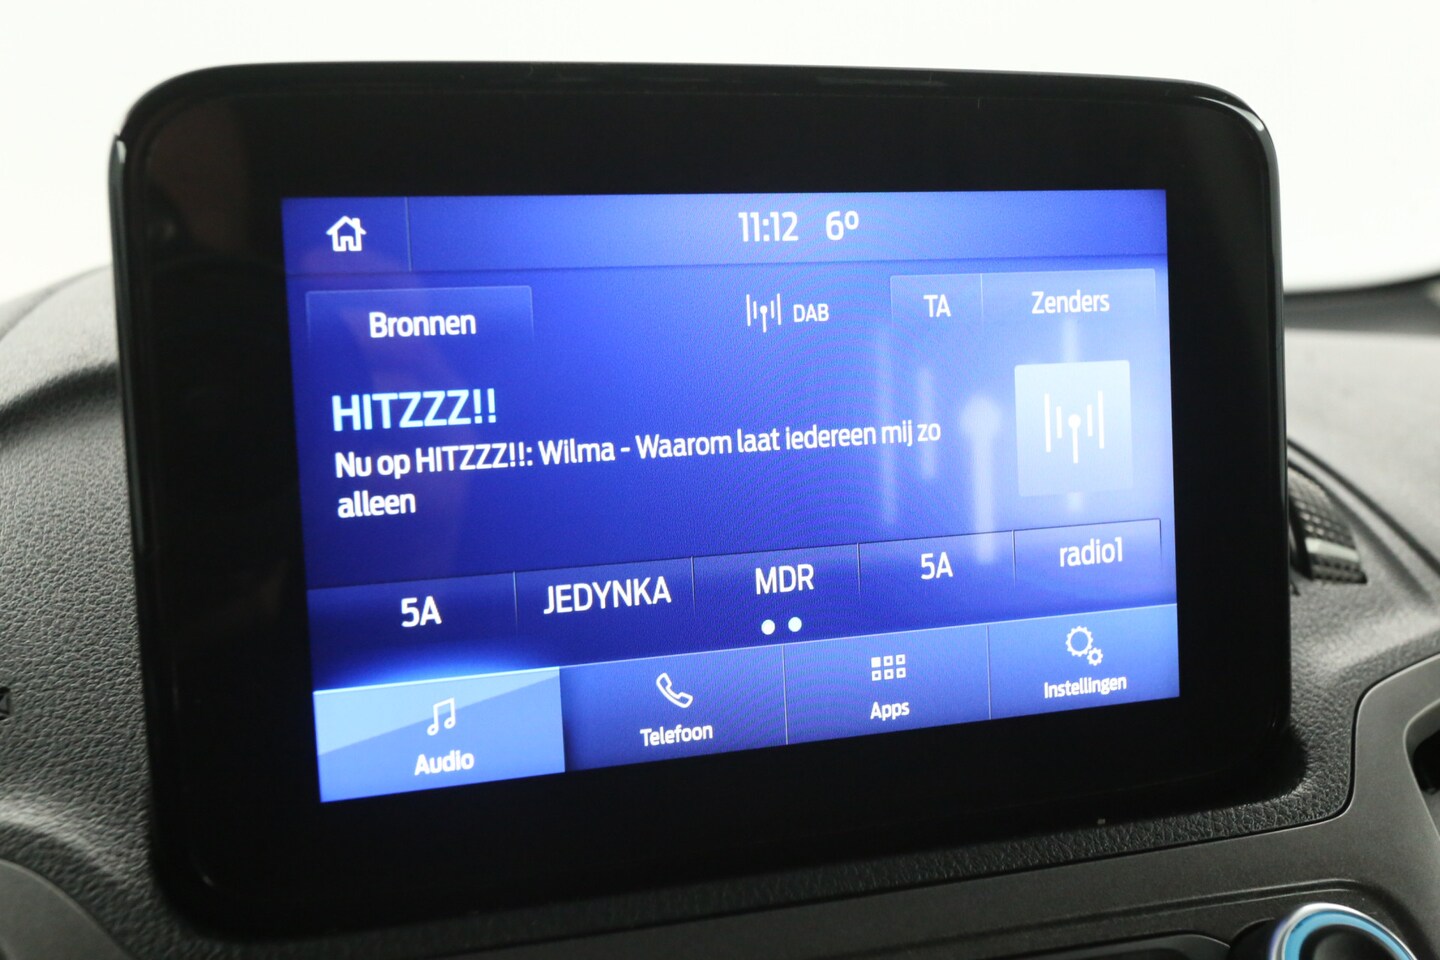 11:12 6º
Bronnen
DAB
TA
Zenders
HITZZZ!!
Nu op HITZZZ!!: Wilma - Waarom laat iedereen mij zo
alleen
5A
JEDYNKA
MDR
5A
radio1
Audio
Telefoon
Apps
Instellingen